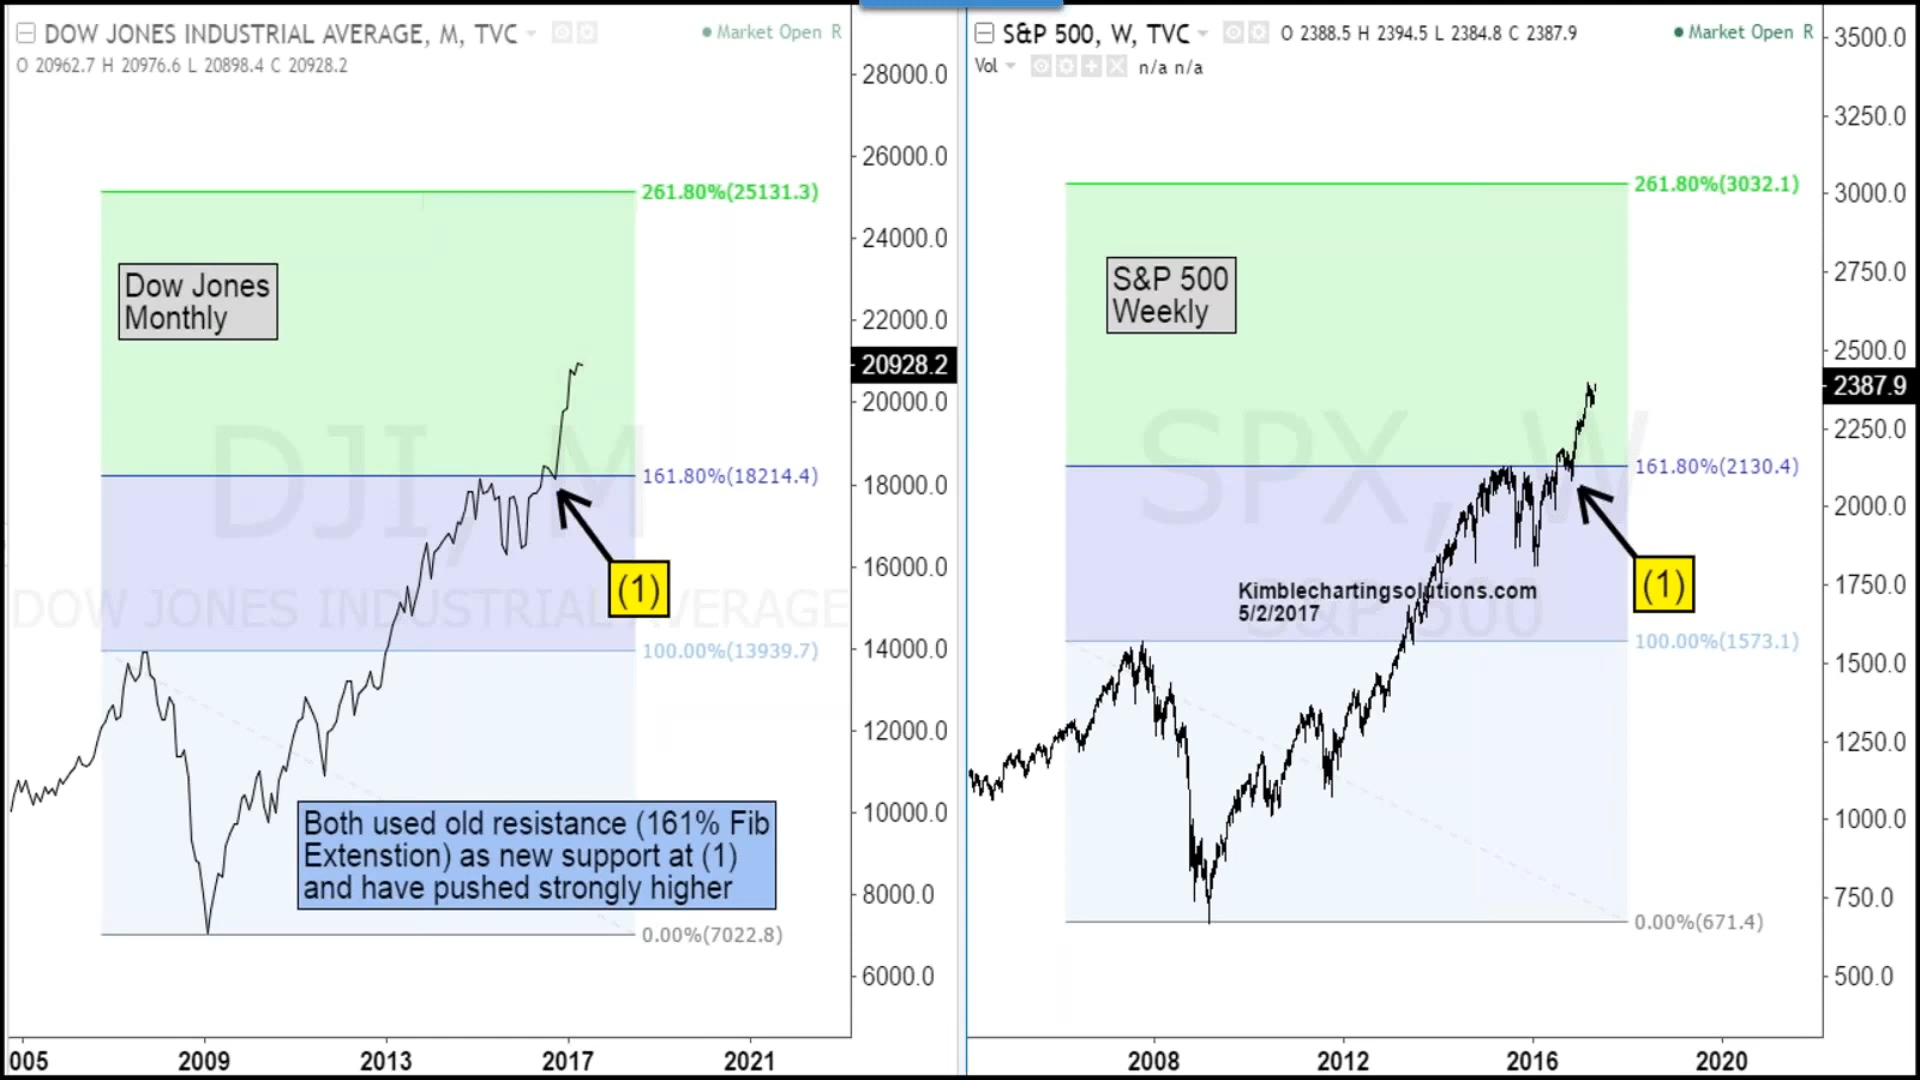 DOW JONES INDUSTRIAL AVERAGE, M, TVC
Market Open R
O 20962.7 H 20976.6 L 20898.4 C 20928.2
28000.0
26000.0
261.80%(25131.3)
24000.0
Dow Jones
Monthly
22000.0
20928.2
20000.0
DJI, M
161.80%(18214.4)
18000.0
16000.0
(1)
DOW JONES INDUSTRIAL AVERAGE
100.00%(13939.7)
14000.0
12000.0
10000.0
Both used old resistance (161% Fib
Extenstion) as new support at (1)
and have pushed strongly higher
8000.0
0.00%(7022.8)
6000.0
005 2009 2013 2017 2021
S&P 500, W, TVC
O 2388.5 H 2394.5 L 2384.8 C 2387.9
Market Open R
Vol
n/a n/a
3500.0
3250.0
261.80%(3032.1)
3000.0
S&P 500
Weekly
2750.0
2500.0
2387.9
2250.0
SPX, W
161.80%(2130.4)
2000.0
1750.0
(1)
Kimblechartingsolutions.com
5/2/2017
S&P 500
100.00%(1573.1)
1500.0
1250.0
1000.0
750.0
0.00%(671.4)
500.0
2008 2012 2016 2020